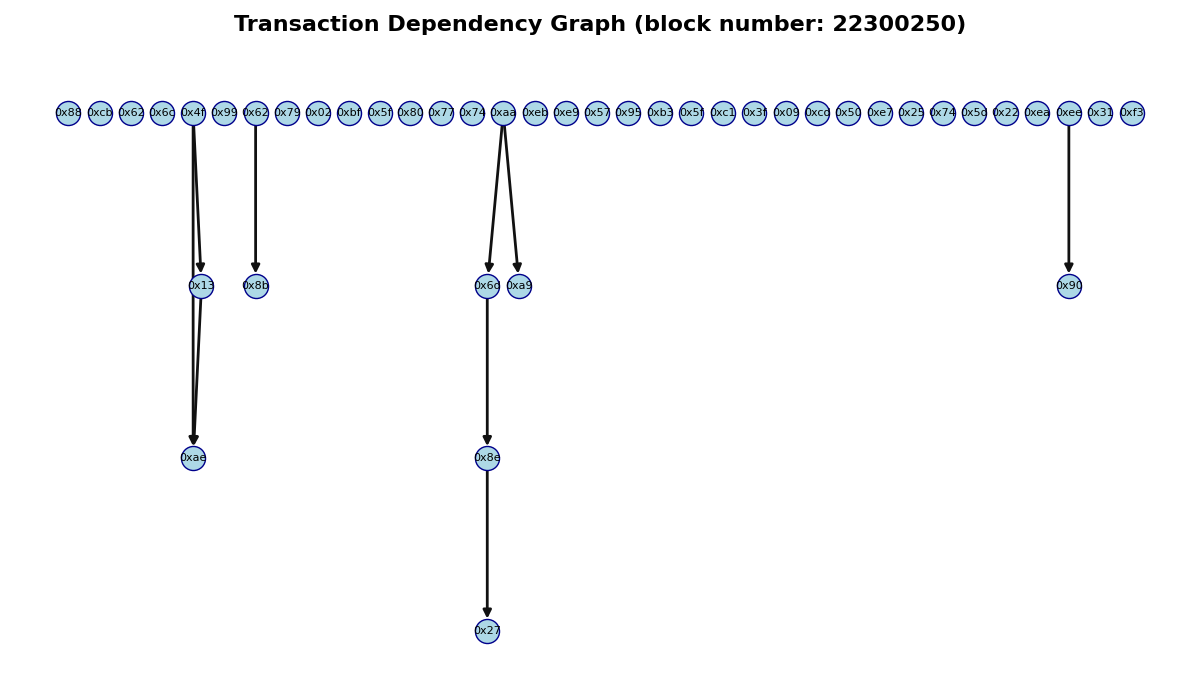 Transaction Dependency Graph (block number: 22300250)
0x88 0xcb 0x62 0x6c 0x4f 0x99 0x62 0x79 0x02 0xbf 0x5f 0x80 0x77 0x74 0xaa 0xeb 0xe9 0x57 0x95 0xb3 0x5f 0xc1 0x3f 0x09 0xcd 0x50 0xe7 0x25 0x74 0x5d 0x22 0xea 0xee 0x31 0xf3
0x13 0x8b 0x6d 0xa9 0x90
0xae 0x8e
0x27